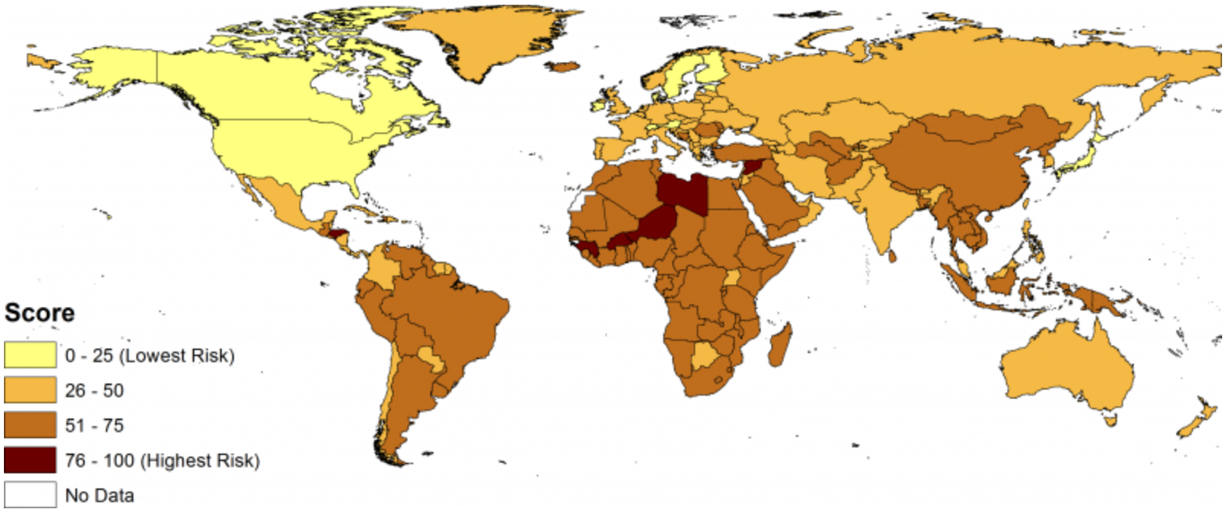 Score
0 - 25 (Lowest Risk)
26 - 50
51 - 75
76 - 100 (Highest Risk)
No Data